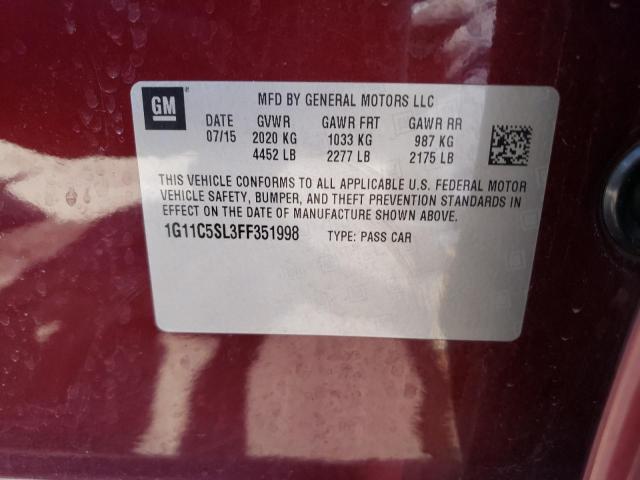 GM
MFD BY GENERAL MOTORS LLC
DATE GVWR GAWR FRT GAWR RR
07/15 2020 KG 1033 KG 987 KG
4452 LB 2277 LB 2175 LB
THIS VEHICLE CONFORMS TO ALL APPLICABLE U.S. FEDERAL MOTOR
VEHICLE SAFETY, BUMPER, AND THEFT PREVENTION STANDARDS IN
EFFECT ON THE DATE OF MANUFACTURE SHOWN ABOVE.
1G11C5SL3FF351998 TYPE: PASS CAR